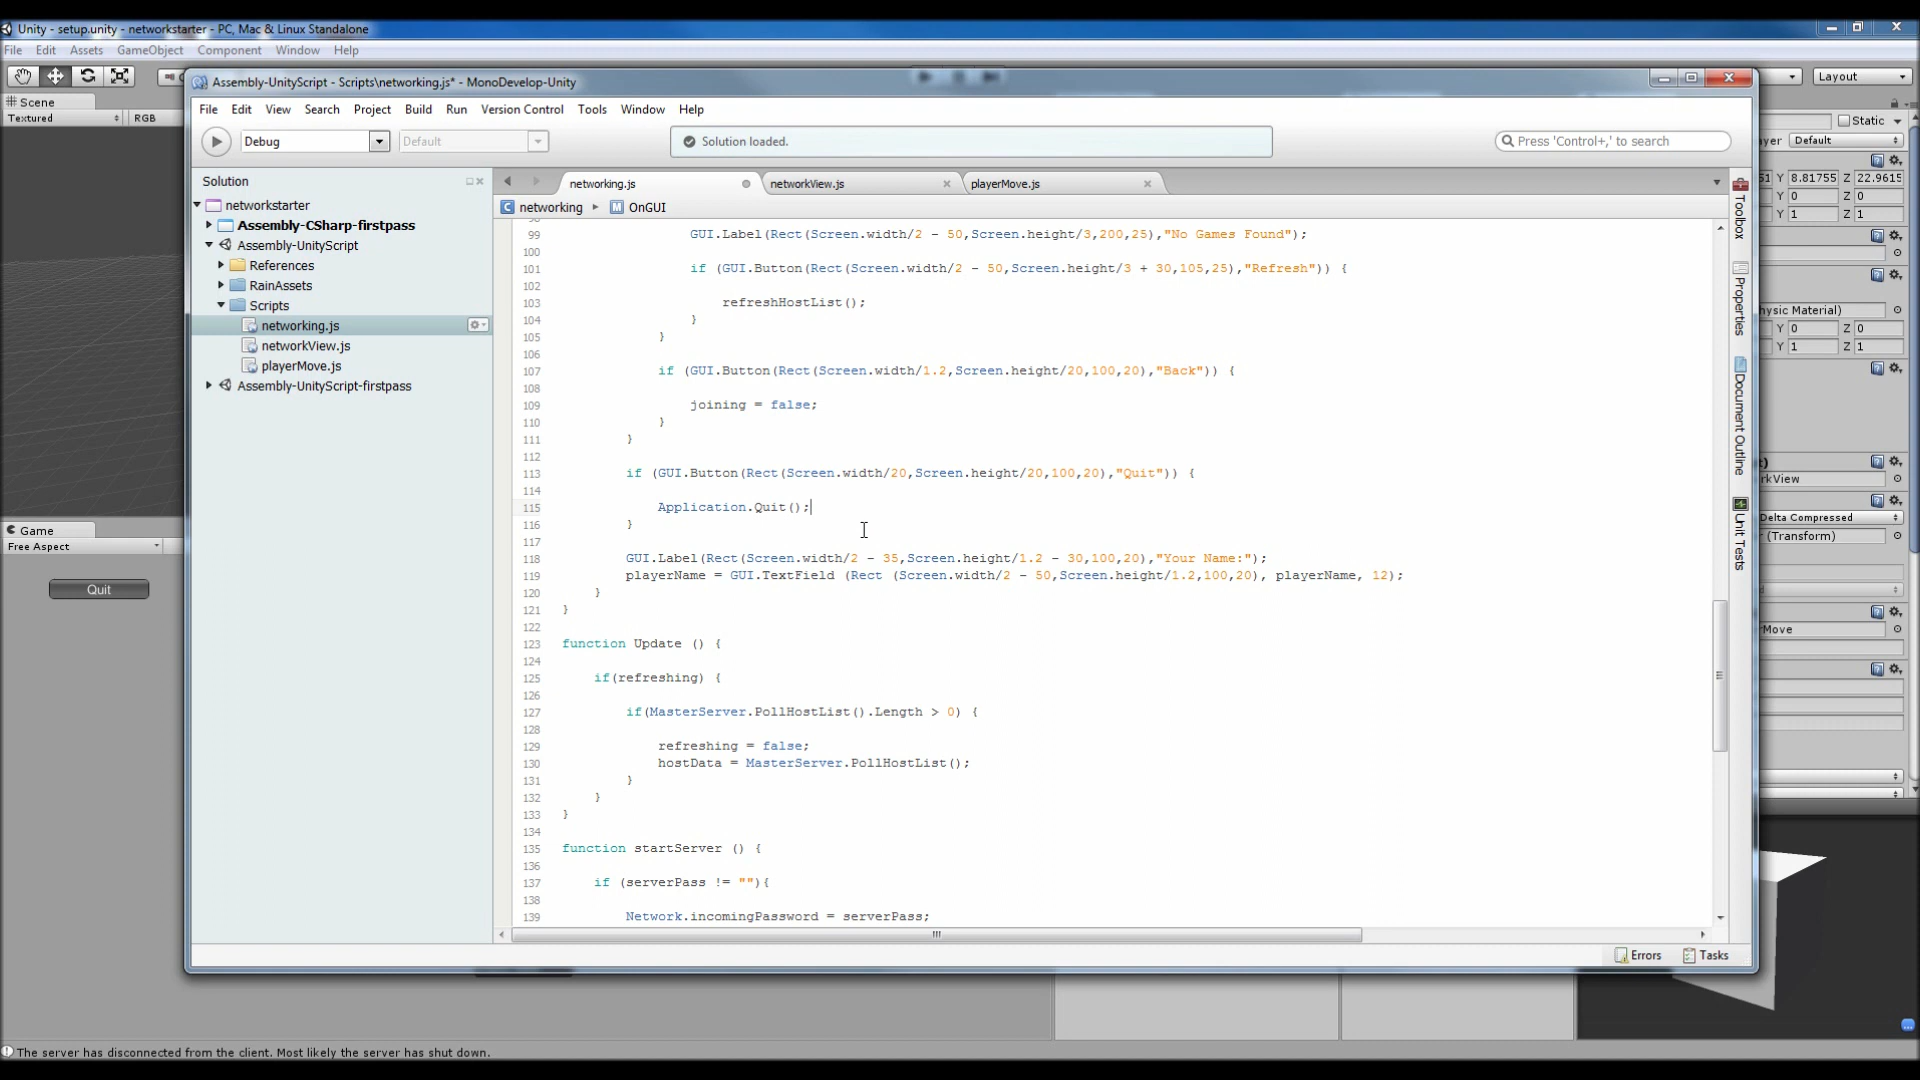 Unity - setup.unity - networkstarter - PC, Mac & Linux Standalone
File Edit Assets GameObject Component Window Help
Layout
Scene
Textured RGB
Static
Default
Y 8.81755 Z 22.9615
Y 0 Z 0
Y 1 Z 1
Y 0 Z 0
Y 1 Z 1
Delta Compressed
(Transform)
Game
Free Aspect
Quit
Assembly-UnityScript - Scripts\networking.js* - MonoDevelop-Unity
File Edit View Search Project Build Run Version Control Tools Window Help
Debug Default Solution loaded. Press 'Control+,' to search
Solution
networkstarter
Assembly-CSharp-firstpass
Assembly-UnityScript
References
RainAssets
Scripts
networking.js
networkView.js
playerMove.js
Assembly-UnityScript-firstpass
networking.js networkView.js playerMove.js
networking OnGUI
99 GUI.Label(Rect(Screen.width/2 - 50,Screen.height/3,200,25),"No Games Found");
100
101 if (GUI.Button(Rect(Screen.width/2 - 50,Screen.height/3 + 30,105,25),"Refresh")) {
102
103 refreshHostList();
104 }
105 }
106
107 if (GUI.Button(Rect(Screen.width/1.2,Screen.height/20,100,20),"Back")) {
108
109 joining = false;
110 }
111 }
112
113 if (GUI.Button(Rect(Screen.width/20,Screen.height/20,100,20),"Quit")) {
114
115 Application.Quit();
116 }
117
118 GUI.Label(Rect(Screen.width/2 - 35,Screen.height/1.2 - 30,100,20),"Your Name:");
119 playerName = GUI.TextField (Rect (Screen.width/2 - 50,Screen.height/1.2,100,20), playerName, 12);
120 }
121 }
122
123 function Update () {
124
125 if(refreshing) {
126
127 if(MasterServer.PollHostList().Length > 0) {
128
129 refreshing = false;
130 hostData = MasterServer.PollHostList();
131 }
132 }
133 }
134
135 function startServer () {
136
137 if (serverPass != ""){
138
139 Network.incomingPassword = serverPass;
Toolbox
Properties
Document Outline
Unit Tests
Errors Tasks
The server has disconnected from the client. Most likely the server has shut down.